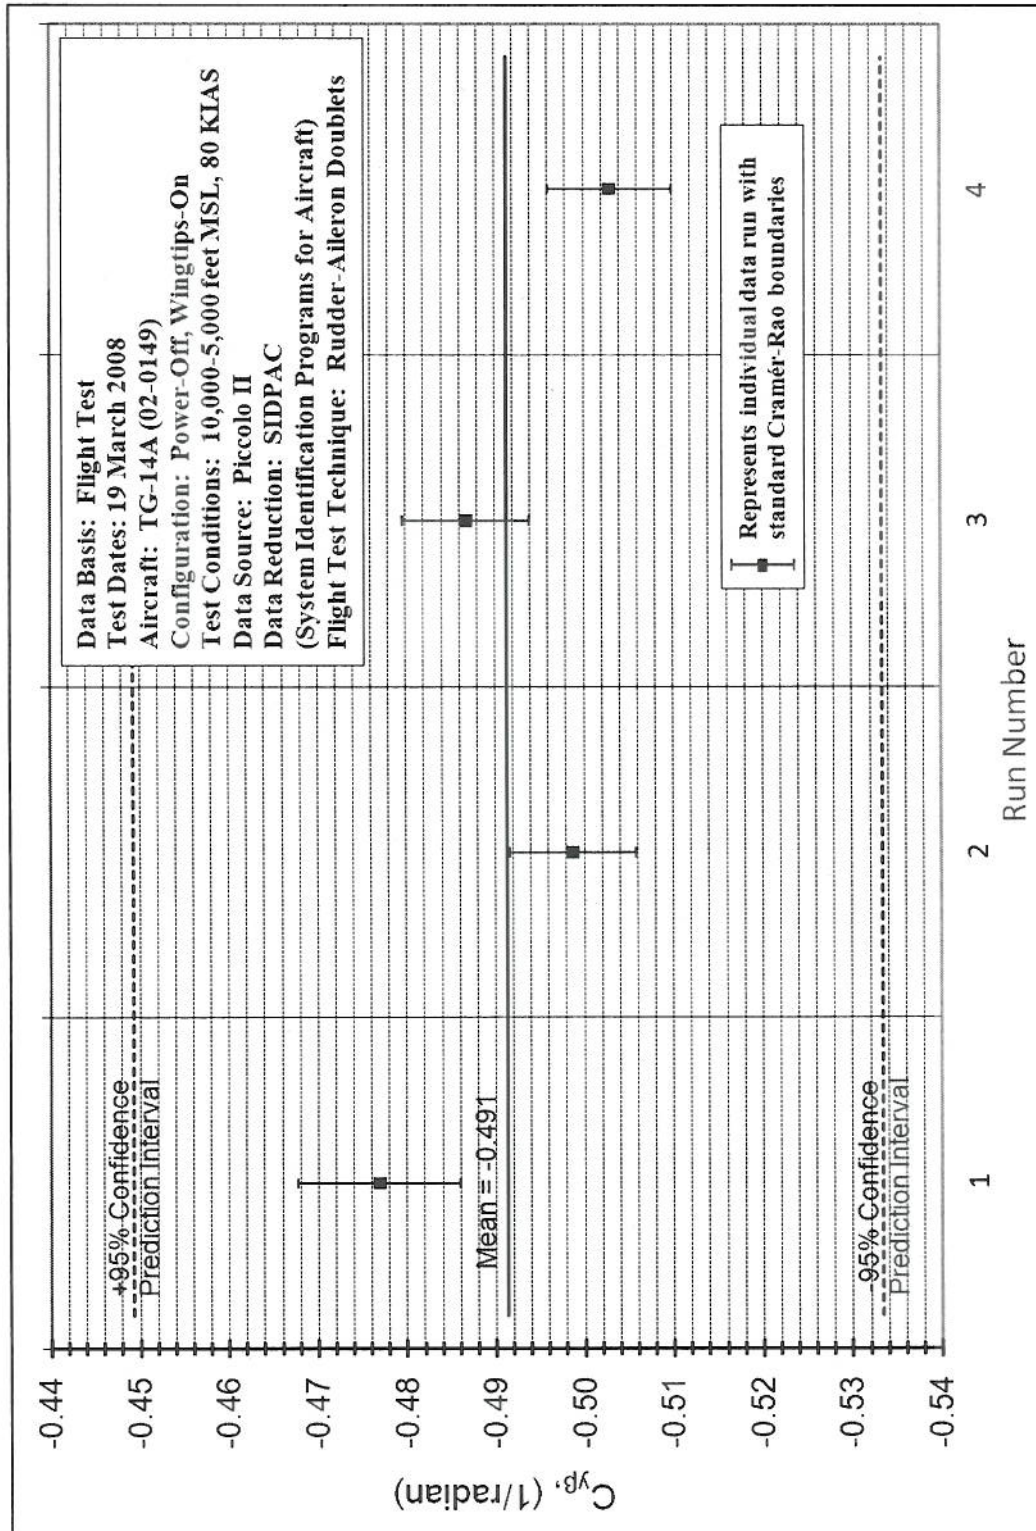 Data Basis: Flight Test
Test Dates: 19 March 2008
Aircraft: TG-14A (02-0149)
Configuration: Power-Off, Wingtips-On
Test Conditions: 10,000-5,000 feet MSL, 80 KIAS
Data Source: Piccolo II
Data Reduction: SIDPAC
(System Identification Programs for Aircraft)
Flight Test Technique: Rudder-Aileron Doublets
+95% Confidence
Prediction Interval
Mean = -0.491
Represents individual data run with
standard Cramér-Rao boundaries
-95% Confidence
Prediction Interval
-0.44
-0.45
-0.46
-0.47
-0.48
-0.49
-0.50
-0.51
-0.52
-0.53
-0.54
Cyβ, (1/radian)
1
2
3
4
Run Number